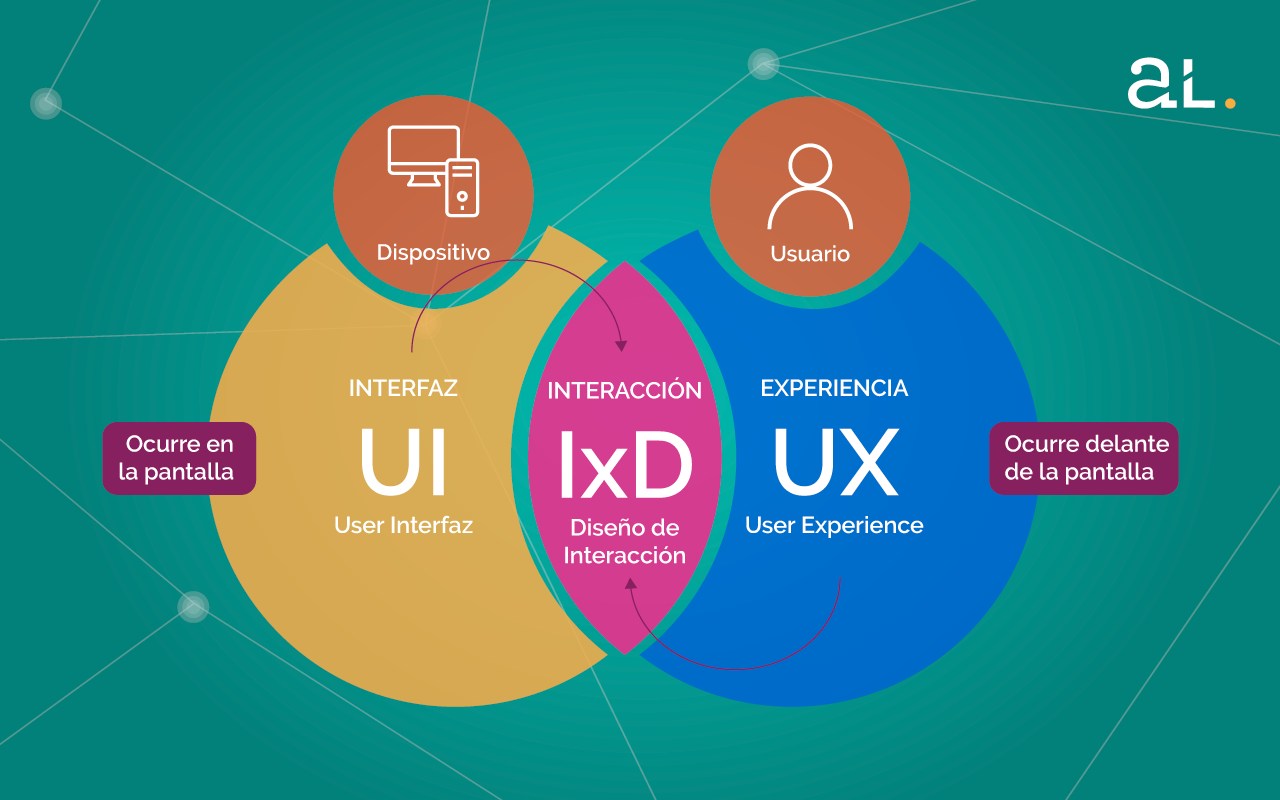 aL.
Dispositivo
Usuario
INTERFAZ
UI
User Interfaz
INTERACCIÓN
IxD
Diseño de
Interacción
EXPERIENCIA
UX
User Experience
Ocurre en
la pantalla
Ocurre delante
de la pantalla